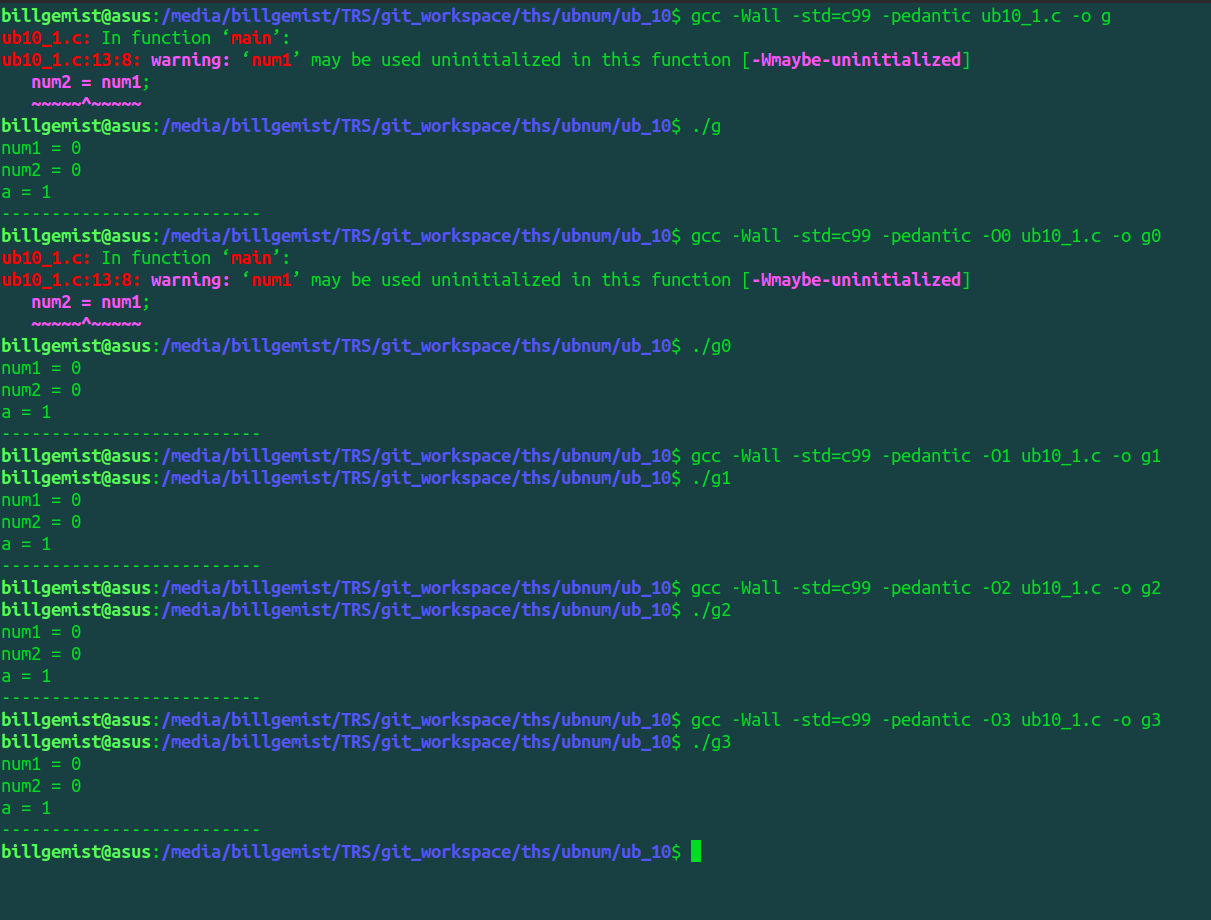 billgemist@asus:/media/billgemist/TRS/git_workspace/ths/ubnum/ub_10$ gcc -Wall -std=c99 -pedantic ub10_1.c -o g
ub10_1.c: In function ‘main’:
ub10_1.c:13:8: warning: ‘num1’ may be used uninitialized in this function [-Wmaybe-uninitialized]
   num2 = num1;
   ~~~~~^~~~~~
billgemist@asus:/media/billgemist/TRS/git_workspace/ths/ubnum/ub_10$ ./g
num1 = 0
num2 = 0
a = 1
--------------------------
billgemist@asus:/media/billgemist/TRS/git_workspace/ths/ubnum/ub_10$ gcc -Wall -std=c99 -pedantic -O0 ub10_1.c -o g0
ub10_1.c: In function ‘main’:
ub10_1.c:13:8: warning: ‘num1’ may be used uninitialized in this function [-Wmaybe-uninitialized]
   num2 = num1;
   ~~~~~^~~~~~
billgemist@asus:/media/billgemist/TRS/git_workspace/ths/ubnum/ub_10$ ./g0
num1 = 0
num2 = 0
a = 1
--------------------------
billgemist@asus:/media/billgemist/TRS/git_workspace/ths/ubnum/ub_10$ gcc -Wall -std=c99 -pedantic -O1 ub10_1.c -o g1
billgemist@asus:/media/billgemist/TRS/git_workspace/ths/ubnum/ub_10$ ./g1
num1 = 0
num2 = 0
a = 1
--------------------------
billgemist@asus:/media/billgemist/TRS/git_workspace/ths/ubnum/ub_10$ gcc -Wall -std=c99 -pedantic -O2 ub10_1.c -o g2
billgemist@asus:/media/billgemist/TRS/git_workspace/ths/ubnum/ub_10$ ./g2
num1 = 0
num2 = 0
a = 1
--------------------------
billgemist@asus:/media/billgemist/TRS/git_workspace/ths/ubnum/ub_10$ gcc -Wall -std=c99 -pedantic -O3 ub10_1.c -o g3
billgemist@asus:/media/billgemist/TRS/git_workspace/ths/ubnum/ub_10$ ./g3
num1 = 0
num2 = 0
a = 1
--------------------------
billgemist@asus:/media/billgemist/TRS/git_workspace/ths/ubnum/ub_10$